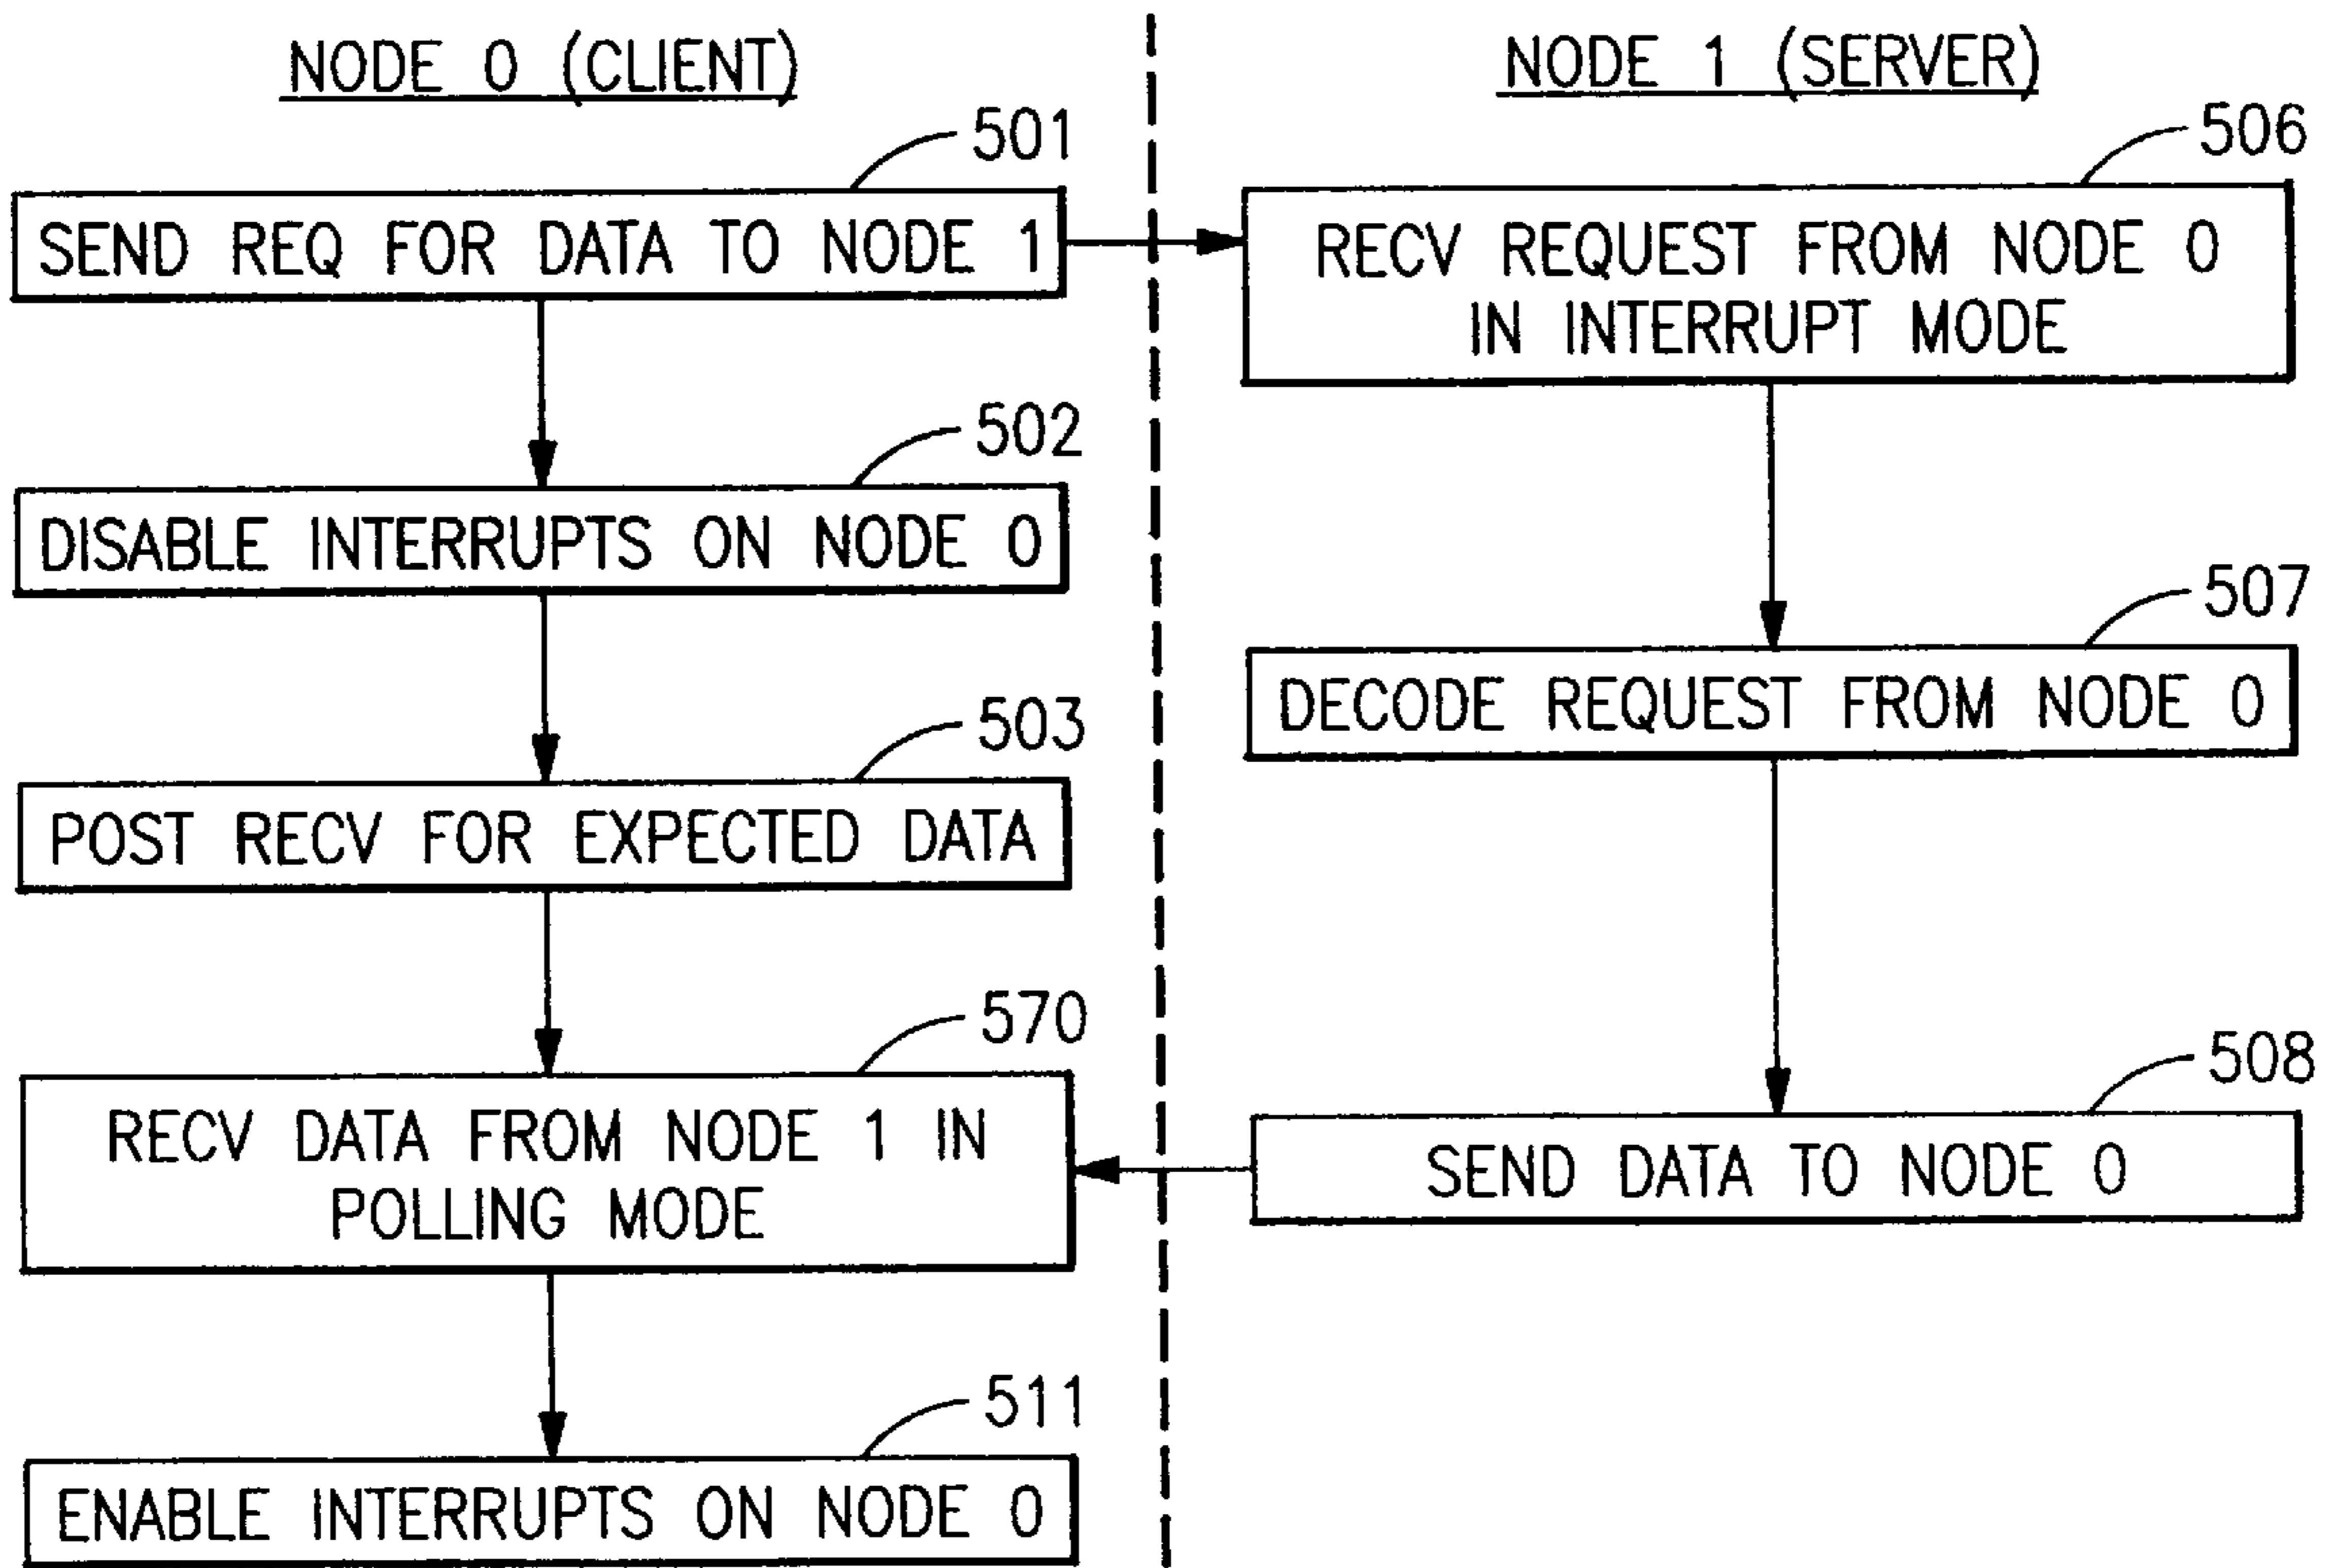 NODE 0 (CLIENT)
501
SEND REQ FOR DATA TO NODE 1
502
DISABLE INTERRUPTS ON NODE 0
503
POST RECV FOR EXPECTED DATA
570
RECV DATA FROM NODE 1 IN
POLLING MODE
511
ENABLE INTERRUPTS ON NODE 0
NODE 1 (SERVER)
506
RECV REQUEST FROM NODE 0
IN INTERRUPT MODE
507
DECODE REQUEST FROM NODE 0
508
SEND DATA TO NODE 0